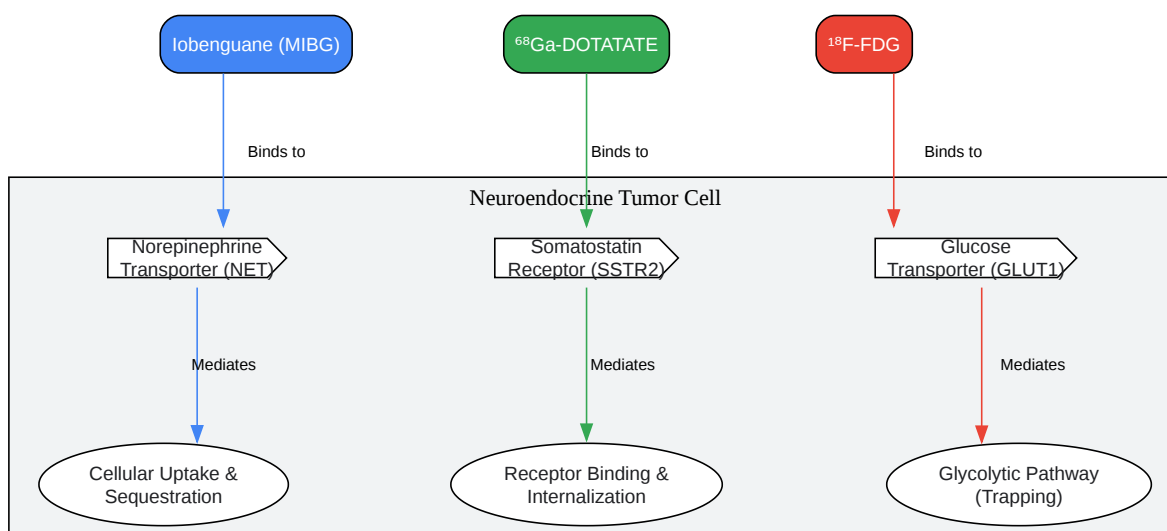 Iobenguane (MIBG)
⁶⁸Ga-DOTATATE
¹⁸F-FDG
Binds to
Binds to
Binds to
Neuroendocrine Tumor Cell
Norepinephrine
Transporter (NET)
Somatostatin
Receptor (SSTR2)
Glucose
Transporter (GLUT1)
Mediates
Mediates
Mediates
Cellular Uptake &
Sequestration
Receptor Binding &
Internalization
Glycolytic Pathway
(Trapping)